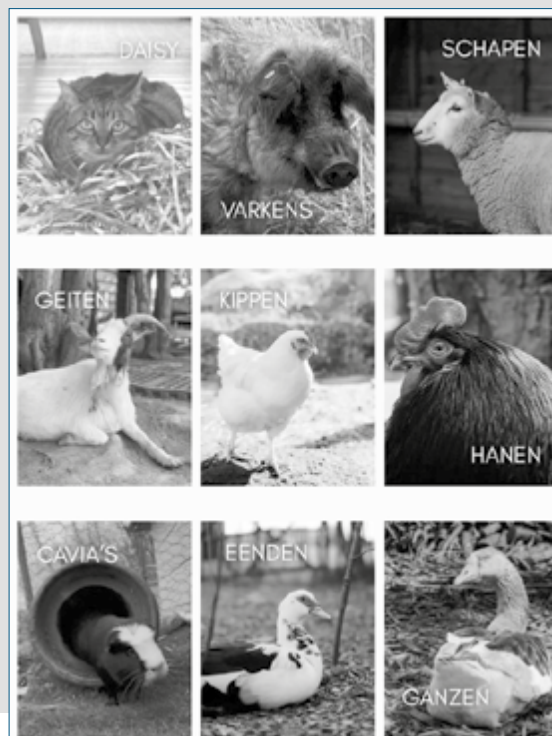 DAISY
VARKENS
SCHAPEN
GEITEN
KIPPEN
HANEN
CAVIA'S
EENDEN
GANZEN